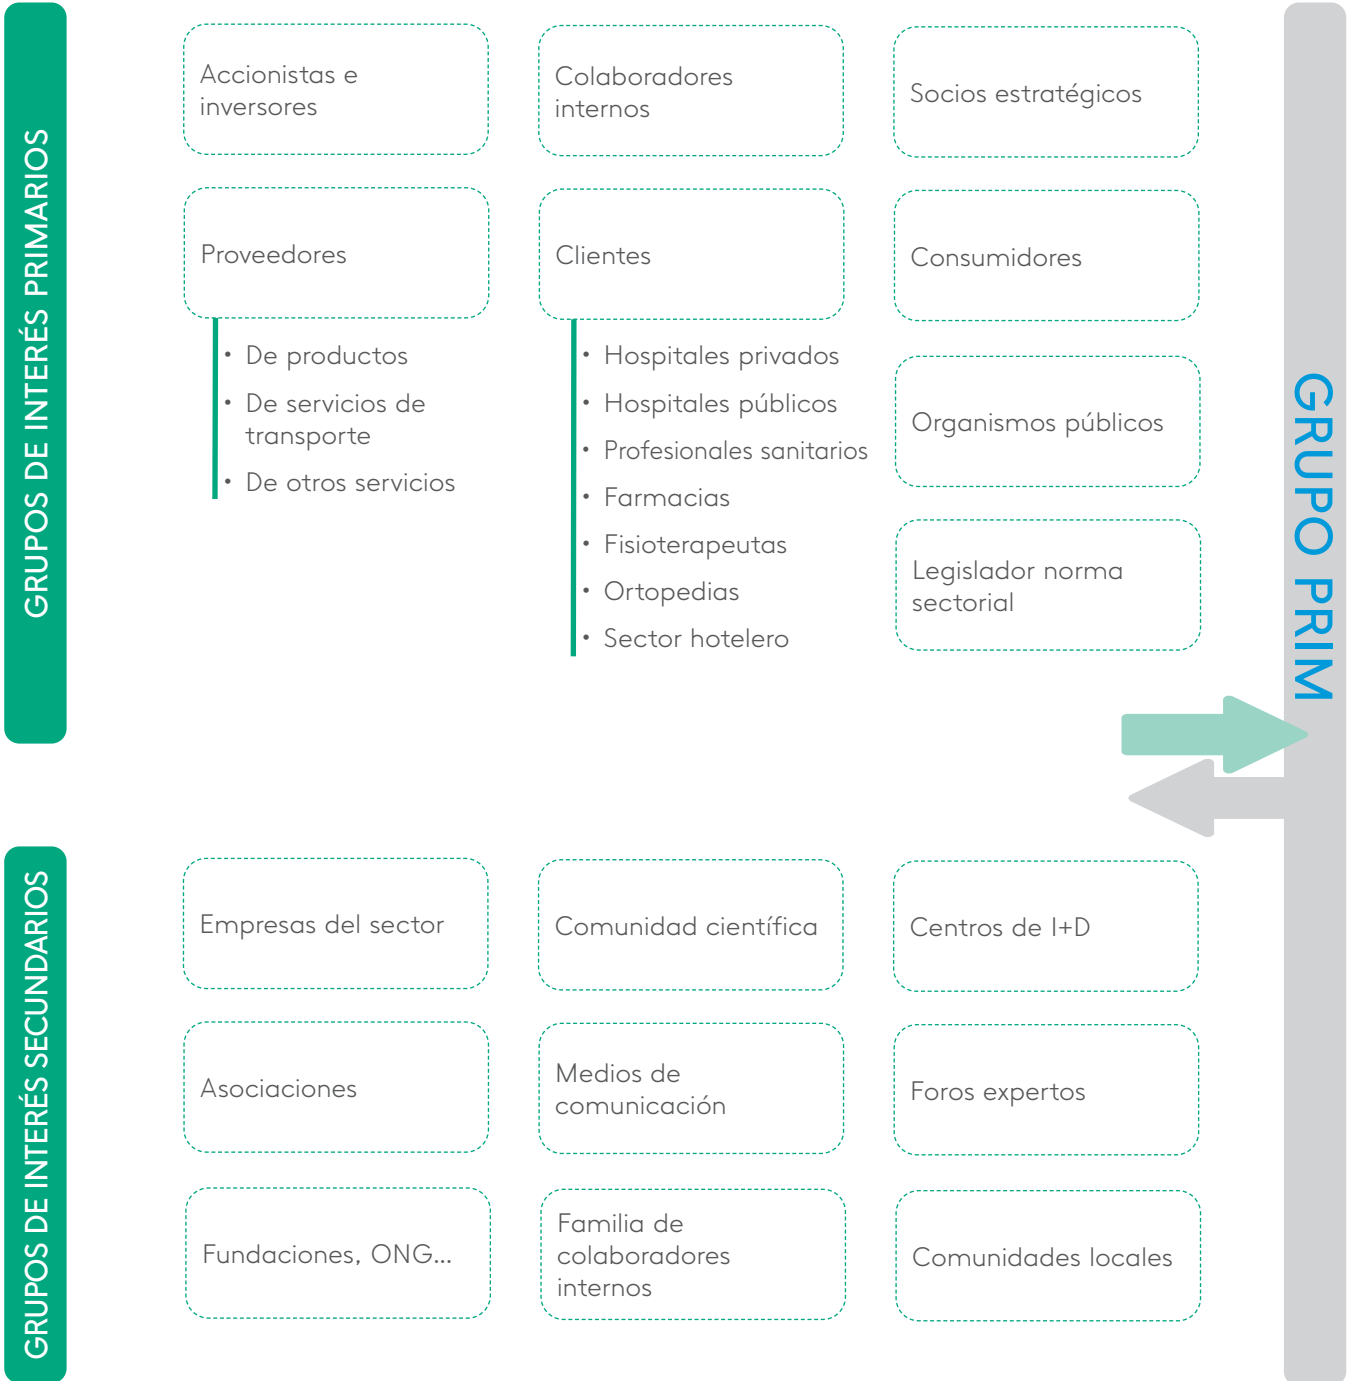 GRUPOS DE INTERÉS PRIMARIOS
Accionistas e
inversores
Colaboradores
internos
Socios estratégicos
Proveedores
• De productos
• De servicios de
transporte
• De otros servicios
Clientes
• Hospitales privados
• Hospitales públicos
• Profesionales sanitarios
• Farmacias
• Fisioterapeutas
• Ortopedias
• Sector hotelero
Consumidores
Organismos públicos
Legislador norma
sectorial
GRUPO PRIM
GRUPOS DE INTERÉS SECUNDARIOS
Empresas del sector
Comunidad científica
Centros de I+D
Asociaciones
Medios de
comunicación
Foros expertos
Fundaciones, ONG...
Familia de
colaboradores
internos
Comunidades locales